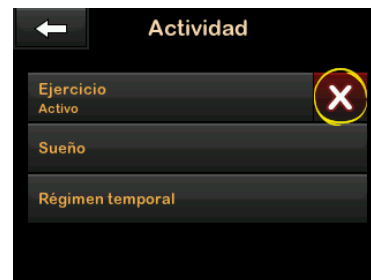 Actividad
Ejercicio
Activo
Sueño
Régimen temporal